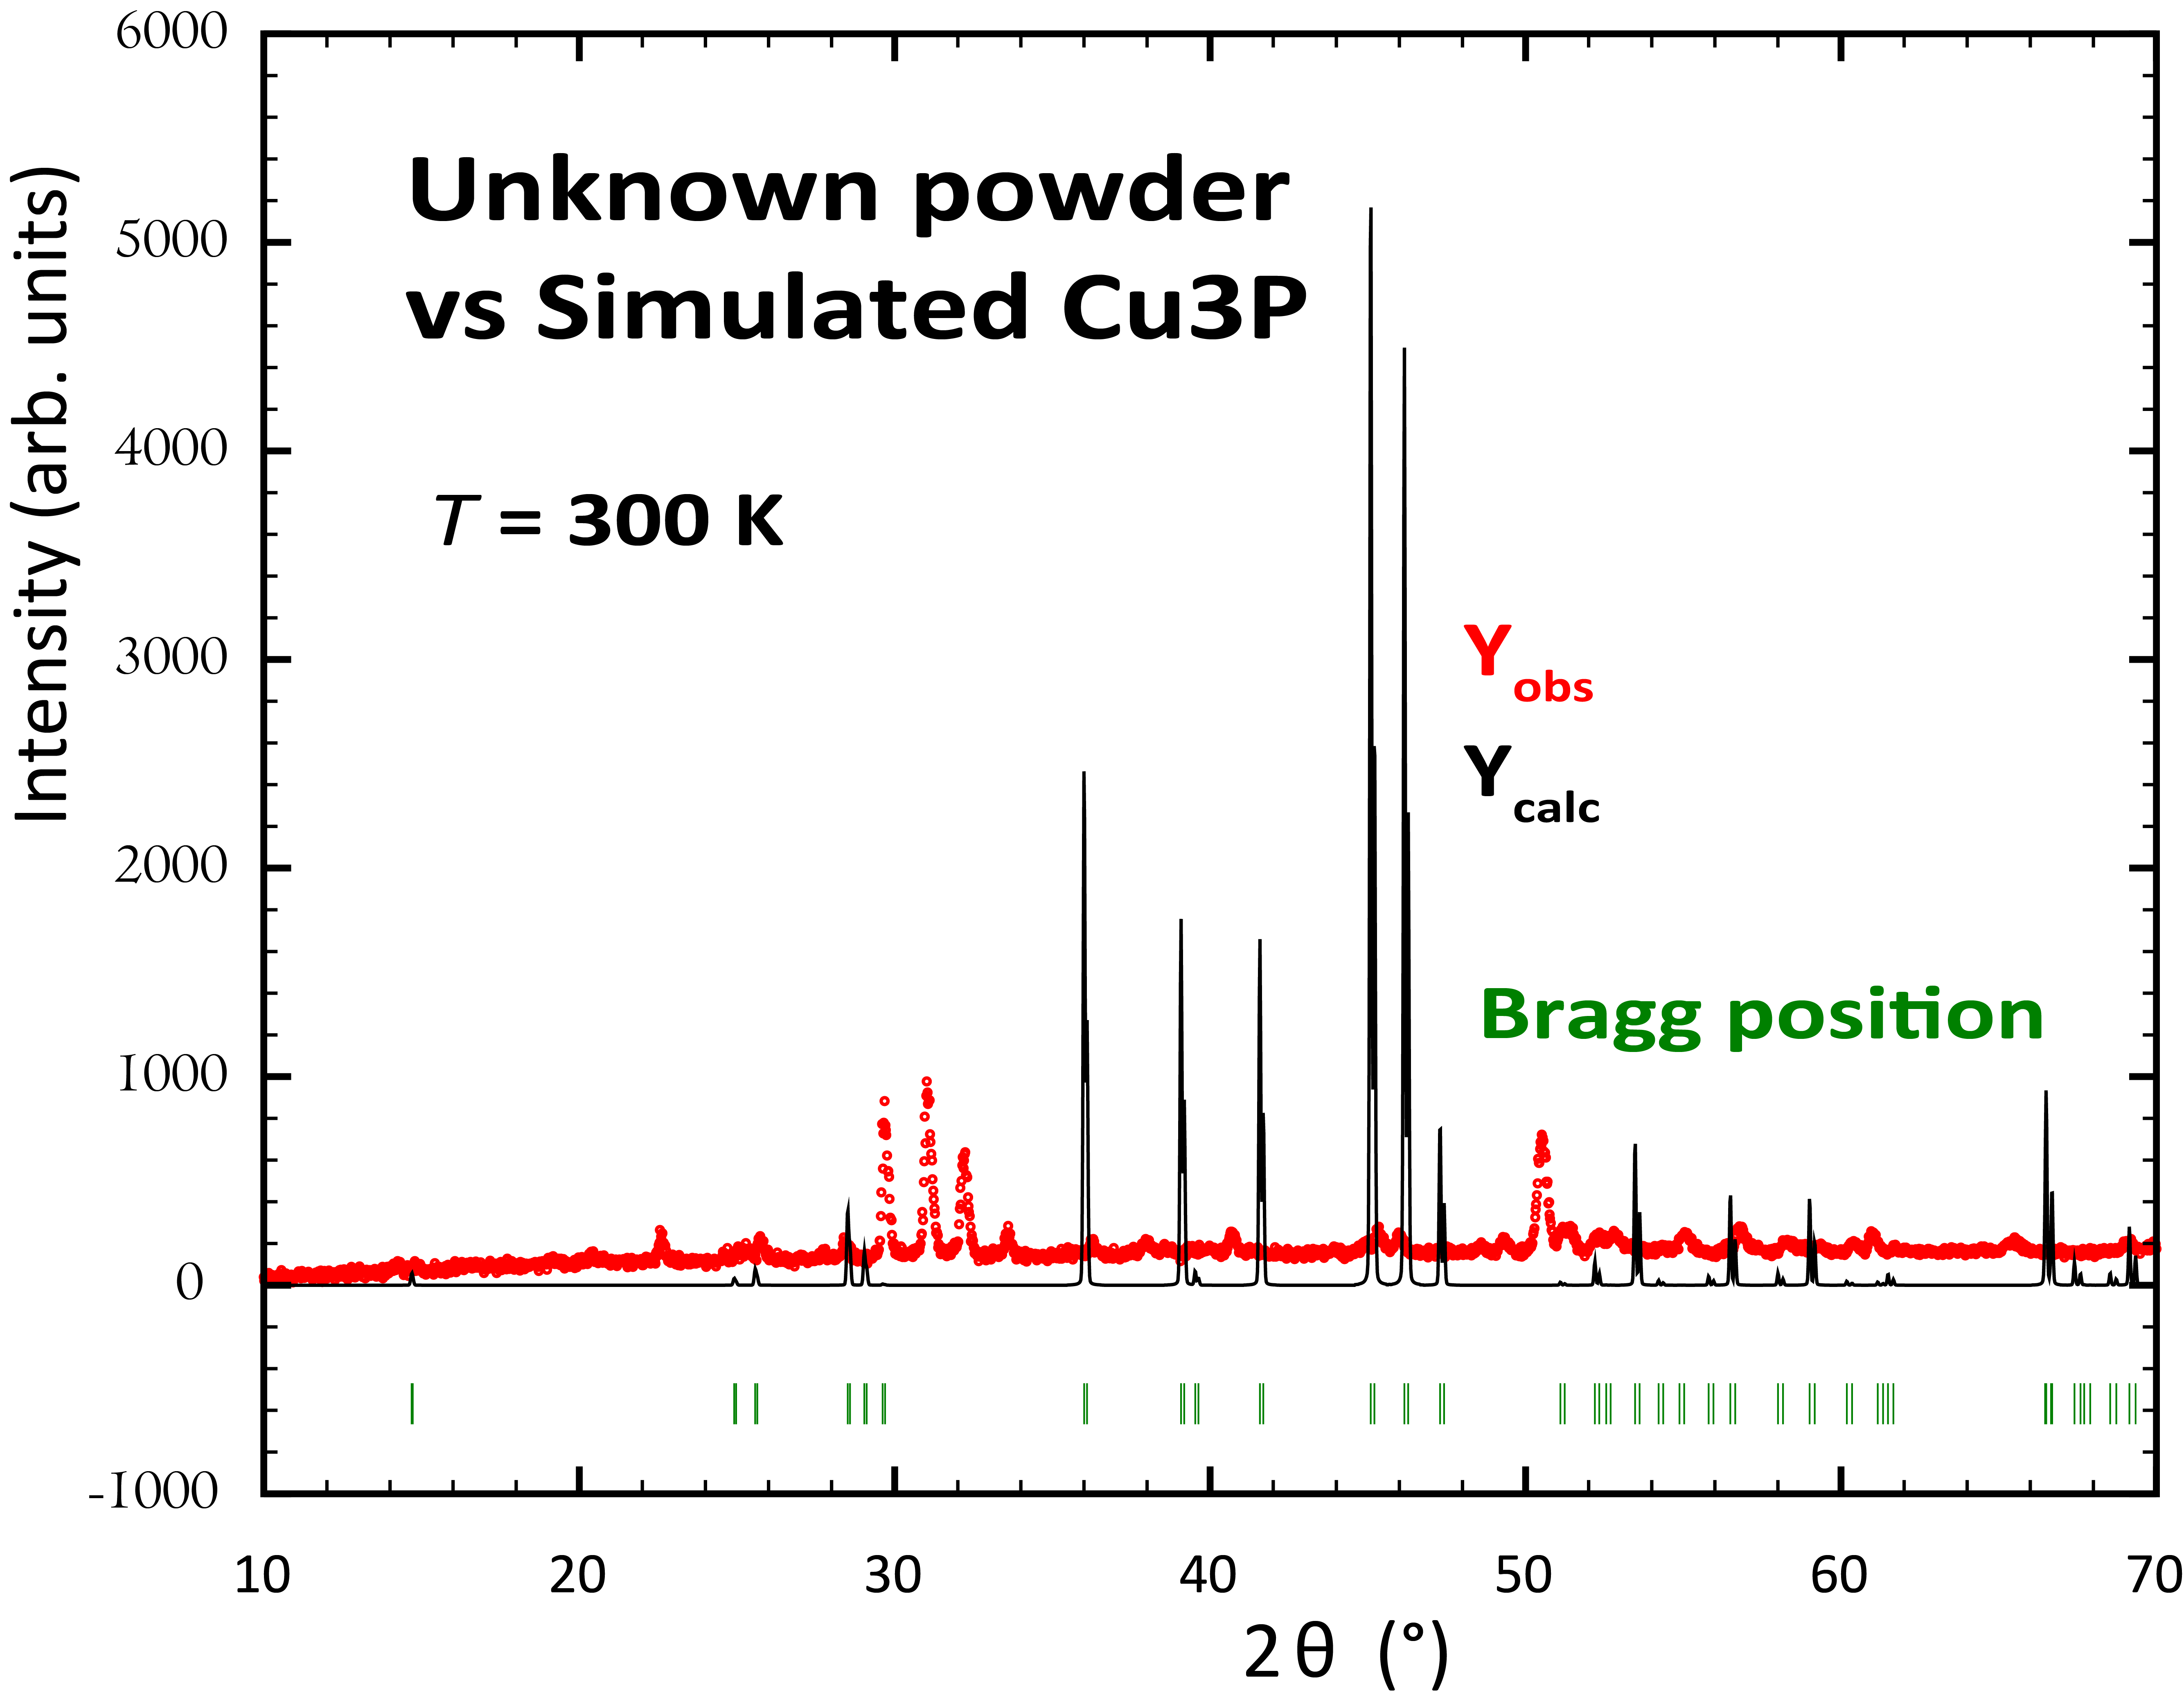 6000
5000
4000
3000
2000
1000
0
-1000
Intensity (arb. units)
Unknown powder
vs Simulated Cu3P
T = 300 K
Yobs
Ycalc
Bragg position
10 20 30 40 50 60 70
2 θ (°)